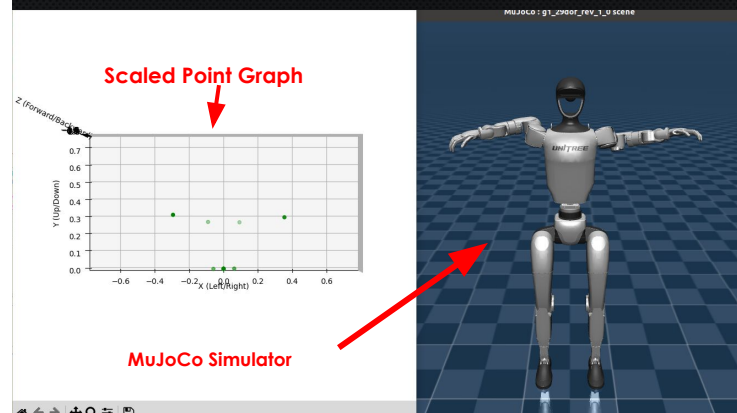 MuJoCo : g1_29dof_rev_1_0 scene
Scaled Point Graph
Z (Forward/Backward)
0.7
0.6
0.5
0.4
0.3
0.2
0.1
0.0
Y (Up/Down)
−0.6 −0.4 −0.2 0.0 0.2 0.4 0.6
X (Left/Right)
UNITREE
MuJoCo Simulator